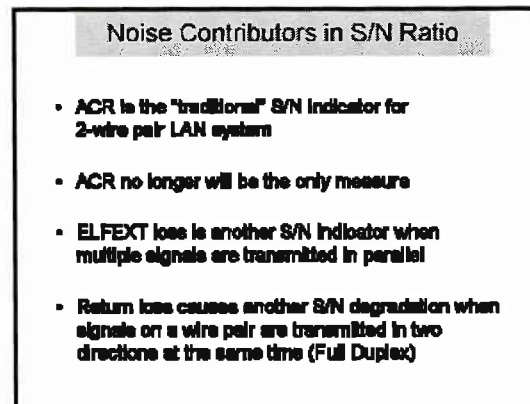 Noise Contributors in S/N Ratio
• ACR is the "traditional" S/N indicator for
2-wire pair LAN system
• ACR no longer will be the only measure
• ELFEXT loss is another S/N indicator when
multiple signals are transmitted in parallel
• Return loss causes another S/N degradation when
signals on a wire pair are transmitted in two
directions at the same time (Full Duplex)